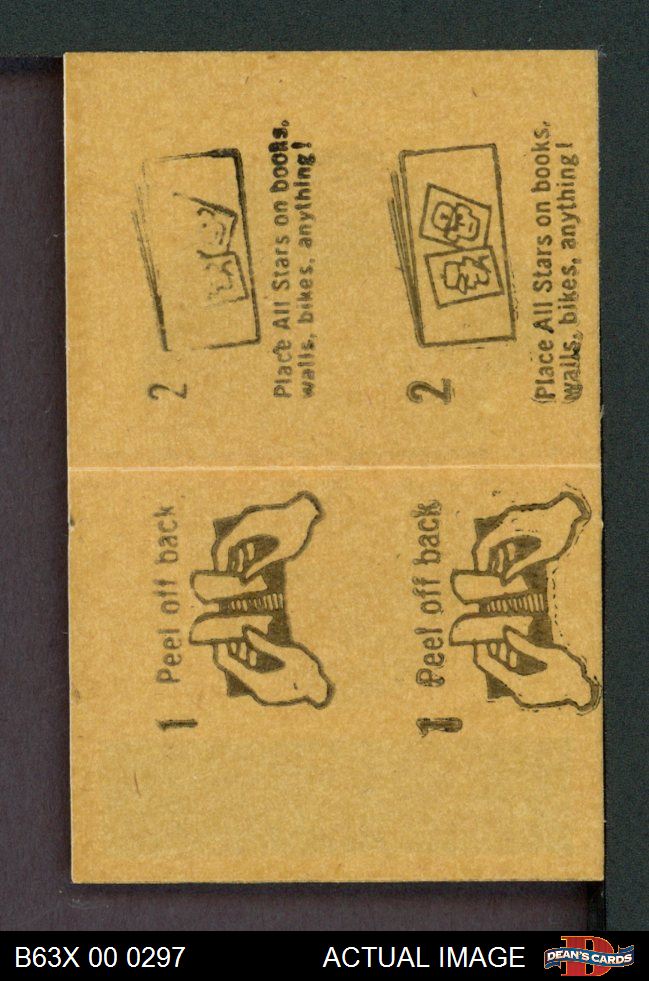 1 Peel off back
2
Place All Stars on books,
walls, bikes, anything!
1 Peel off back
2
Place All Stars on books,
walls, bikes, anything!
B63X 00 0297
ACTUAL IMAGE
D
DEAN'S CARDS